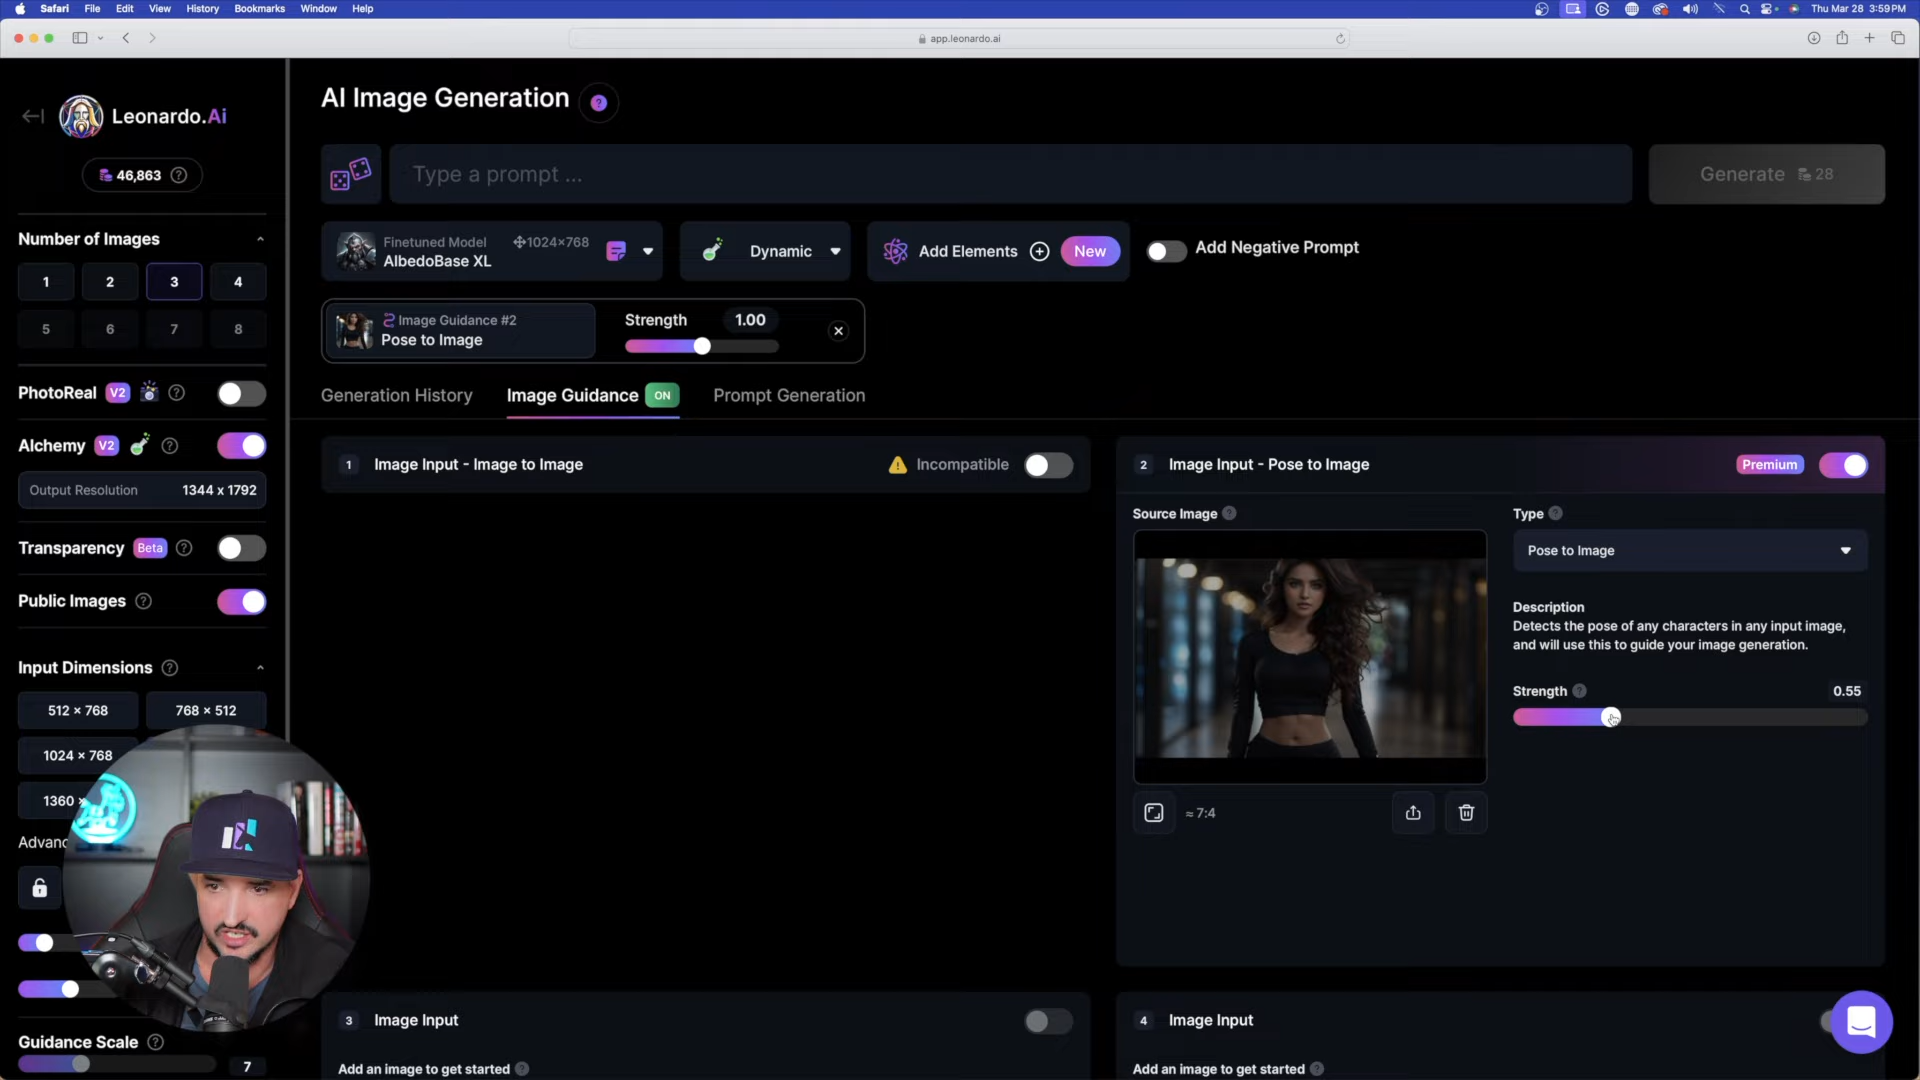 Safari File Edit View History Bookmarks Window Help
Thu Mar 28 3:59 PM
app.leonardo.ai
Leonardo.Ai
46,863
Number of Images
1 2 3 4
5 6 7 8
PhotoReal V2
Alchemy V2
Output Resolution 1344 x 1792
Transparency Beta
Public Images
Input Dimensions
512 × 768 768 × 512
1024 × 768
1360 ×
Advanc
Guidance Scale
7
AI Image Generation
Type a prompt ...
Generate 28
Finetuned Model 1024×768
AlbedoBase XL
Dynamic
Add Elements New
Add Negative Prompt
Image Guidance #2
Pose to Image
Strength 1.00
Generation History Image Guidance ON Prompt Generation
1 Image Input - Image to Image Incompatible
2 Image Input - Pose to Image Premium
Source Image
≈ 7:4
Type
Pose to Image
Description
Detects the pose of any characters in any input image,
and will use this to guide your image generation.
Strength 0.55
3 Image Input
Add an image to get started
4 Image Input
Add an image to get started